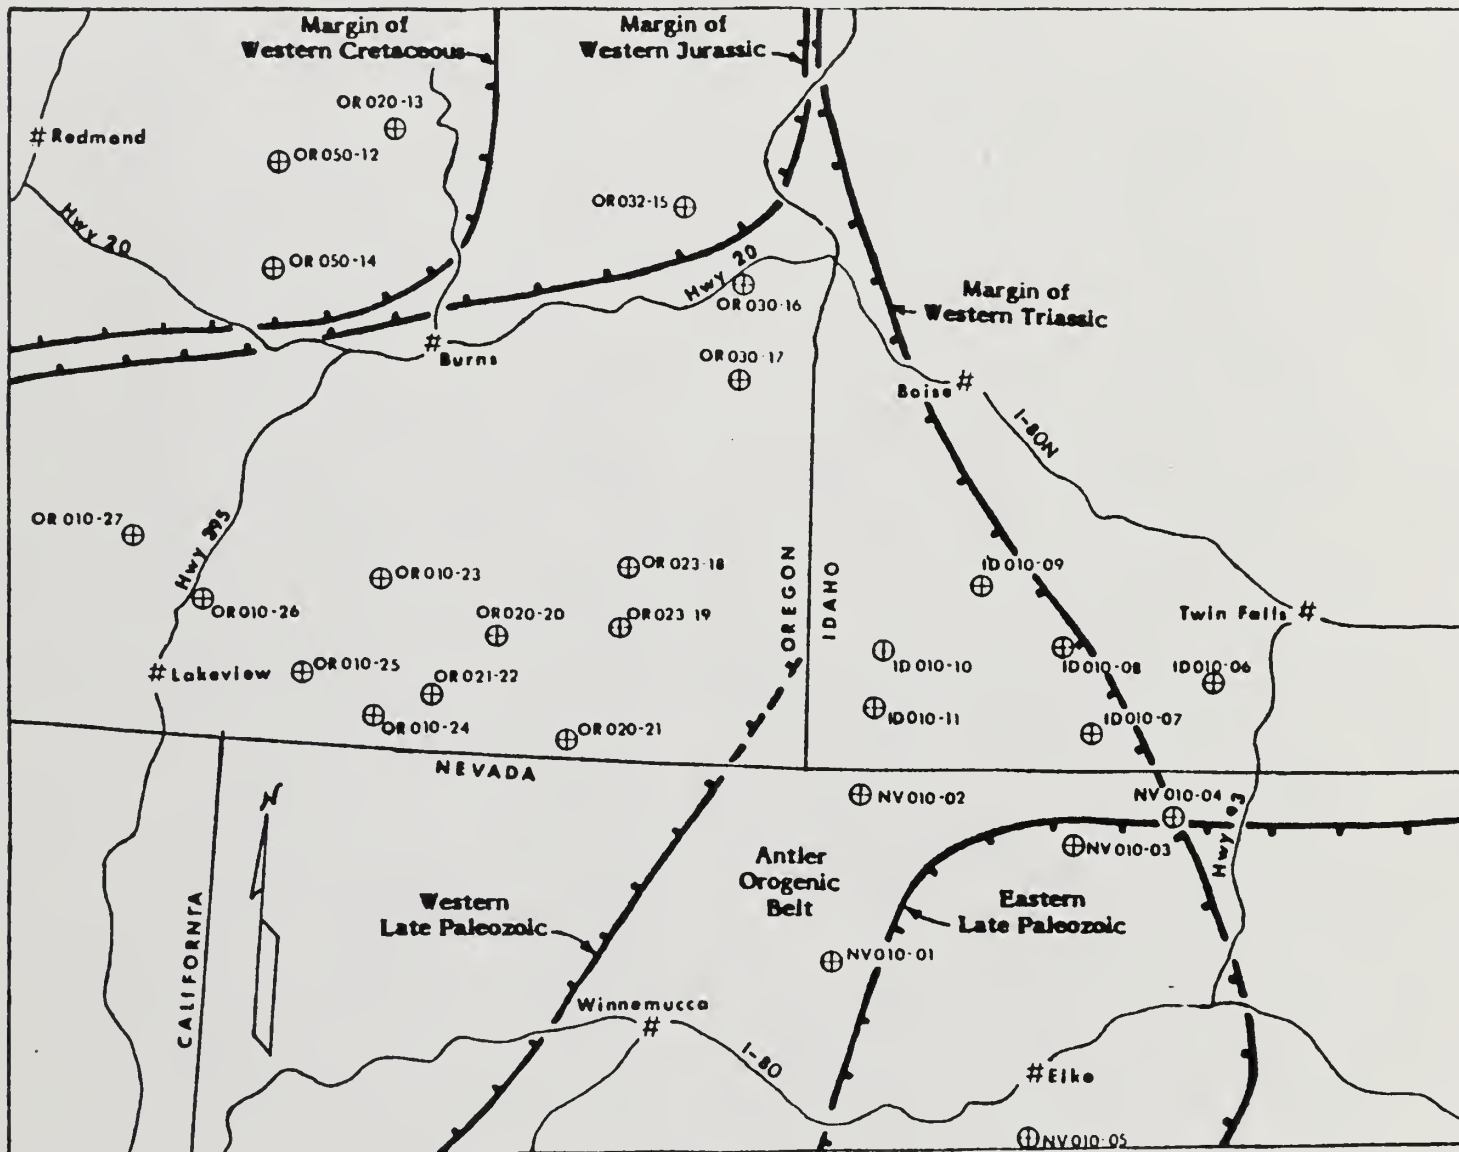 Margin of
Western Cretaceous
Margin of
Western Jurassic
OR 020-13
# Redmond
OR 050-12
OR 032-15
Hwy 20
OR 050-14
Hwy 20
OR 030-16
Margin of
Western Triassic
# Burns
OR 030-17
Boise #
I-80N
OR 010-27
Hwy 395
OREGON
IDAHO
OR 010-23
OR 023-18
ID 010-09
OR 010-26
OR 020-20
OR 023 19
Twin Falls #
# Lakeview
OR 010-25
OR 021-22
ID 010-10
ID 010-08
ID 010-06
OR 010-24
OR 020-21
ID 010-11
ID 010-07
NEVADA
N
NV 010-02
NV 010-04
Hwy 93
NV 010-03
Antler
Orogenic
Belt
Western
Late Paleozoic
Eastern
Late Paleozoic
CALIFORNIA
NV 010-01
Winnemucca
#
I-80
# Elko
NV 010-05